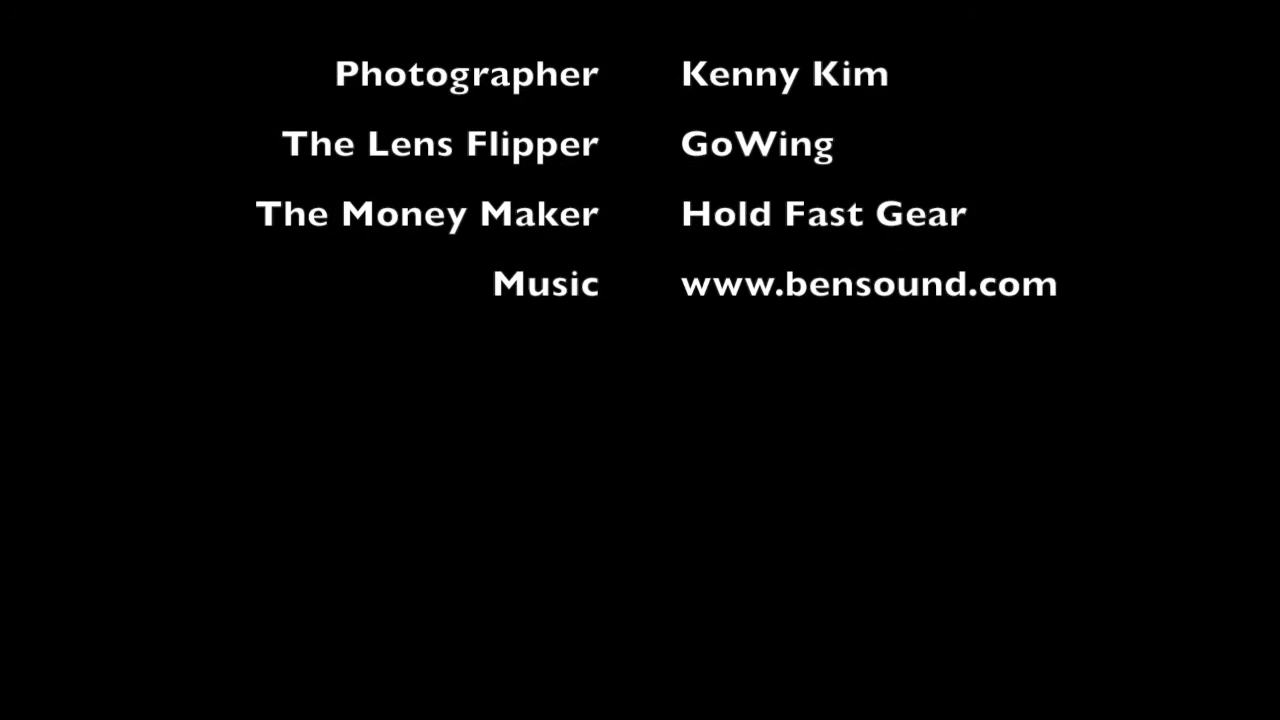 Photographer Kenny Kim
The Lens Flipper GoWing
The Money Maker Hold Fast Gear
Music www.bensound.com